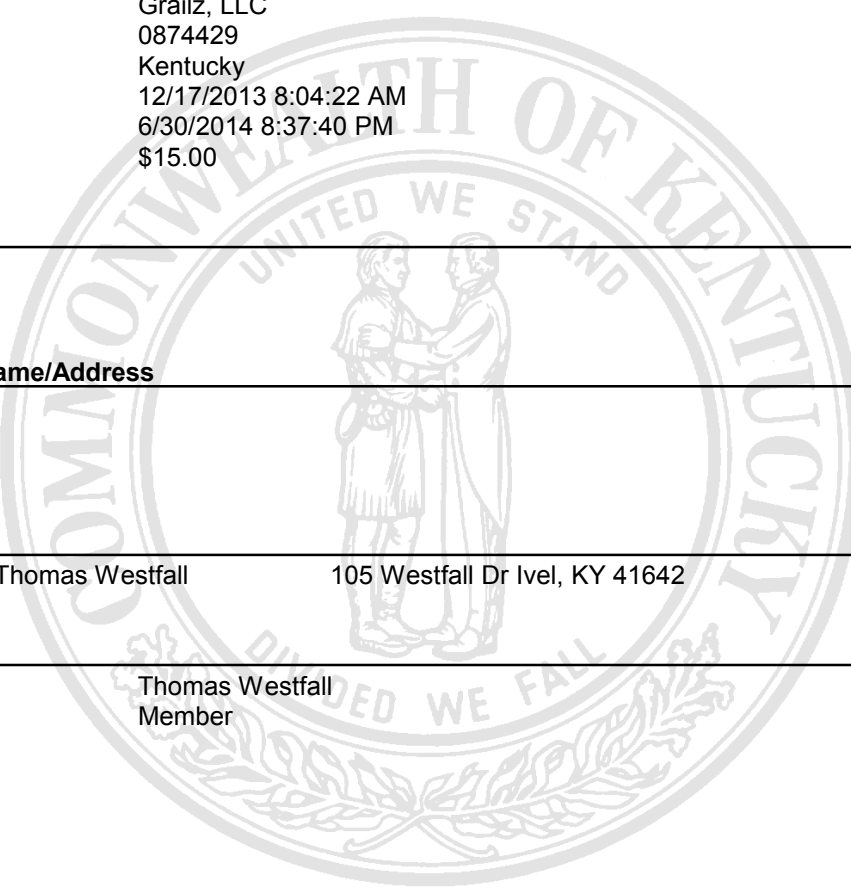 Grailz, LLC
0874429
Kentucky
12/17/2013 8:04:22 AM
6/30/2014 8:37:40 PM
$15.00
COMMONWEALTH OF KENTUCKY
UNITED WE STAND
ame/Address
Thomas Westfall 105 Westfall Dr Ivel, KY 41642
DIVIDED WE FALL
Thomas Westfall
Member